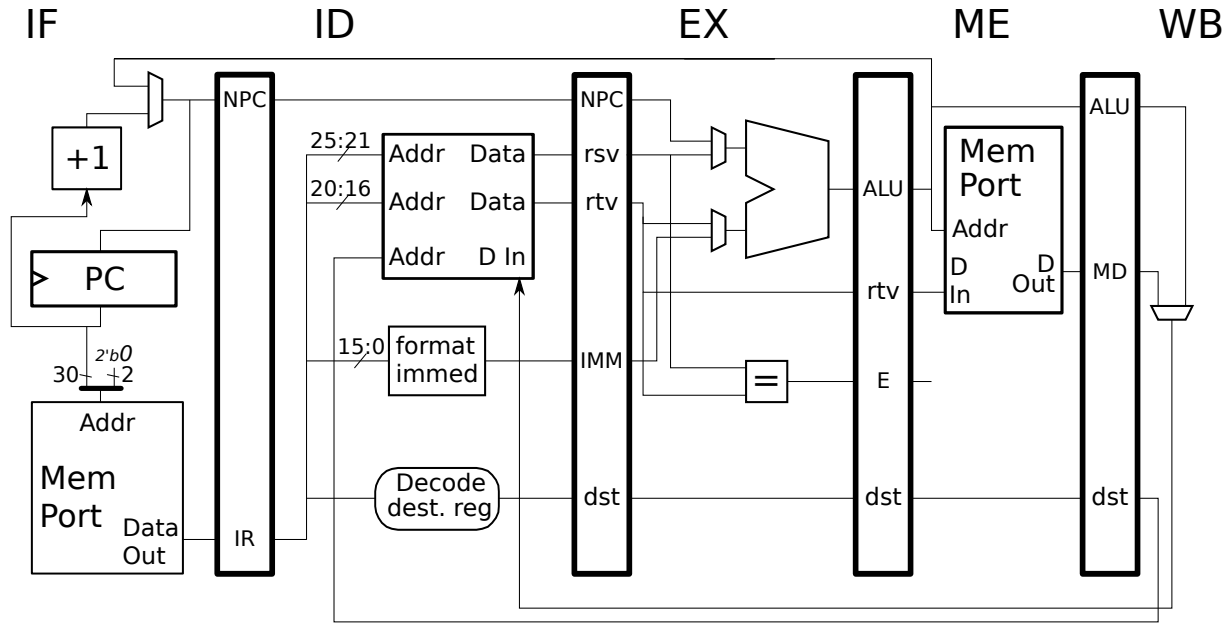 IF
ID
EX
ME
WB
NPC
NPC
ALU
25:21
Addr
Data
rsv
Mem
Port
+1
20:16
Addr
Data
rtv
ALU
Addr
Addr
D In
PC
D
In
D
Out
MD
rtv
2'b0
30
2
15:0
format
immed
IMM
=
E
Addr
Mem
Port
Data
Out
IR
Decode
dest. reg
dst
dst
dst